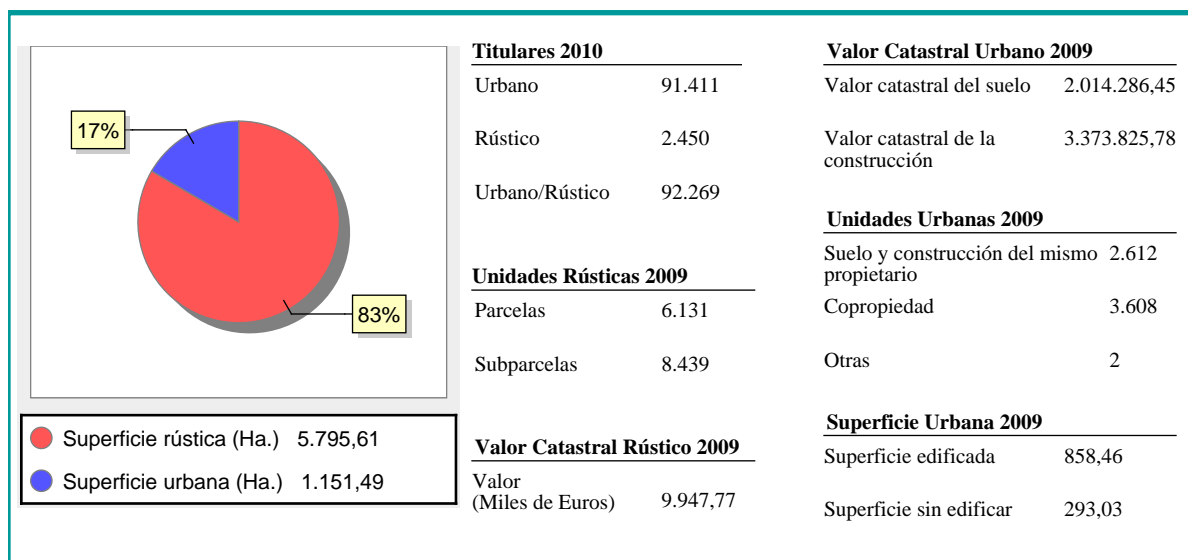 17%
83%
Superficie rústica (Ha.) 5.795,61
Superficie urbana (Ha.) 1.151,49
Titulares 2010
Urbano 91.411
Rústico 2.450
Urbano/Rústico 92.269
Unidades Rústicas 2009
Parcelas 6.131
Subparcelas 8.439
Valor Catastral Rústico 2009
Valor
(Miles de Euros) 9.947,77
Valor Catastral Urbano 2009
Valor catastral del suelo 2.014.286,45
Valor catastral de la 3.373.825,78
construcción
Unidades Urbanas 2009
Suelo y construcción del mismo 2.612
propietario
Copropiedad 3.608
Otras 2
Superficie Urbana 2009
Superficie edificada 858,46
Superficie sin edificar 293,03